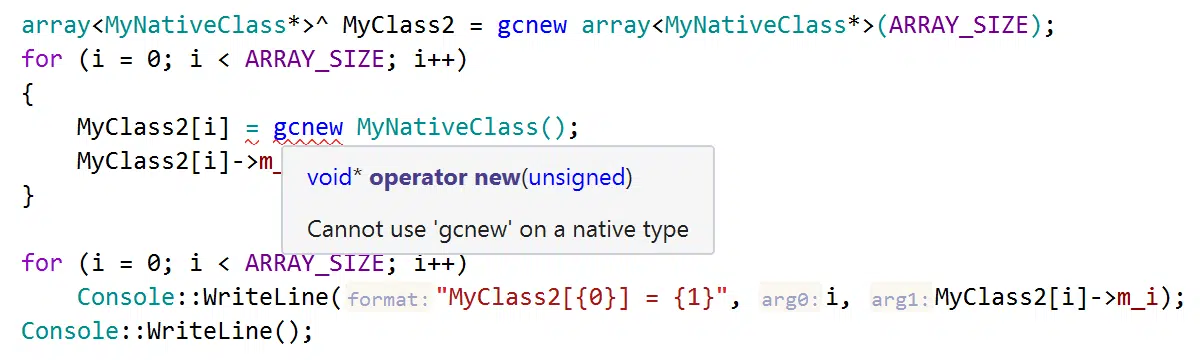 array<MyNativeClass*>^ MyClass2 = gcnew array<MyNativeClass*>(ARRAY_SIZE);
for (i = 0; i < ARRAY_SIZE; i++)
{
    MyClass2[i] = gcnew MyNativeClass();
    MyClass2[i]->m_
void* operator new(unsigned)
Cannot use 'gcnew' on a native type
}
for (i = 0; i < ARRAY_SIZE; i++)
    Console::WriteLine(format: "MyClass2[{0}] = {1}", arg0: i, arg1: MyClass2[i]->m_i);
Console::WriteLine();